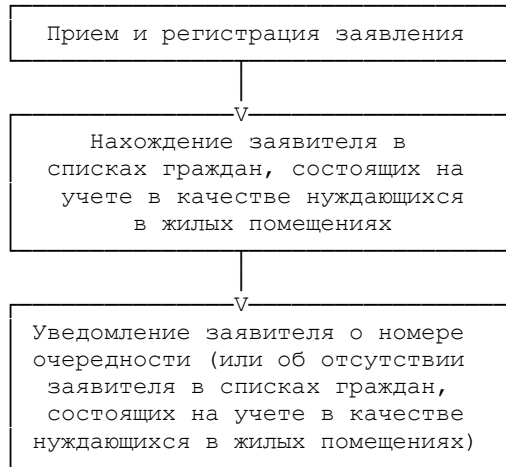 Прием и регистрация заявления
V
Нахождение заявителя в
списках граждан, состоящих на
учете в качестве нуждающихся
в жилых помещениях
V
Уведомление заявителя о номере
очередности (или об отсутствии
заявителя в списках граждан,
состоящих на учете в качестве
нуждающихся в жилых помещениях)